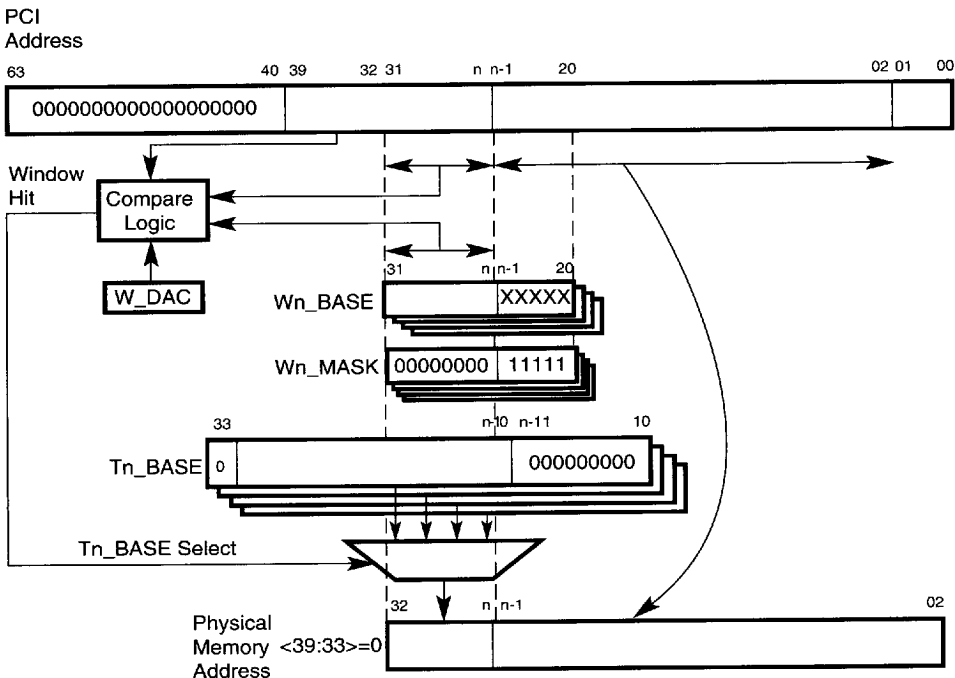 PCI
Address
63 40 39 32 31 n n-1 20 02 01 00
00000000000000000000
Window
Hit
Compare
Logic
W_DAC
31 n n-1 20
Wn_BASE XXXXX
Wn_MASK 00000000 11111
33 n-10 n-11 10
Tn_BASE 0 000000000
Tn_BASE Select
32 n n-1 02
Physical
Memory <39:33>=0
Address